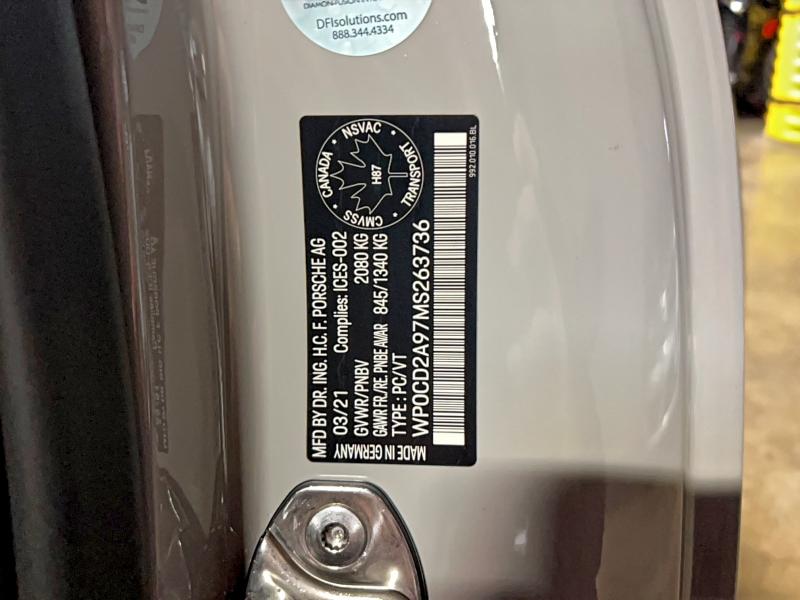 DFIsolutions.com
888.344.4334
CANADA • NSVAC • TRANSPORT • CMVSS •
H87
MFD BY DR. ING. H.C. F. PORSCHE AG
03/21 Complies: ICES-002
GVWR/PNBV 2080 KG
GAWR FR./RE. PNBE AVAR 845/1340 KG
TYPE: PC/VT
WP0CD2A97MS263736
MADE IN GERMANY
992.010.016.BL